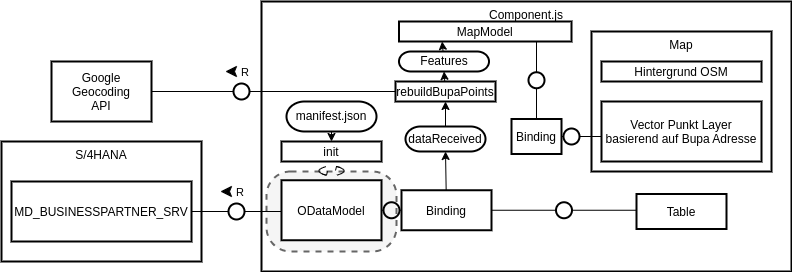 Component.js
MapModel
Features
rebuildBupaPoints
R
Google
Geocoding
API
Map
Hintergrund OSM
Vector Punkt Layer
basierend auf Bupa Adresse
Binding
manifest.json
init
dataReceived
S/4HANA
MD_BUSINESSPARTNER_SRV
R
ODataModel
Binding
Table